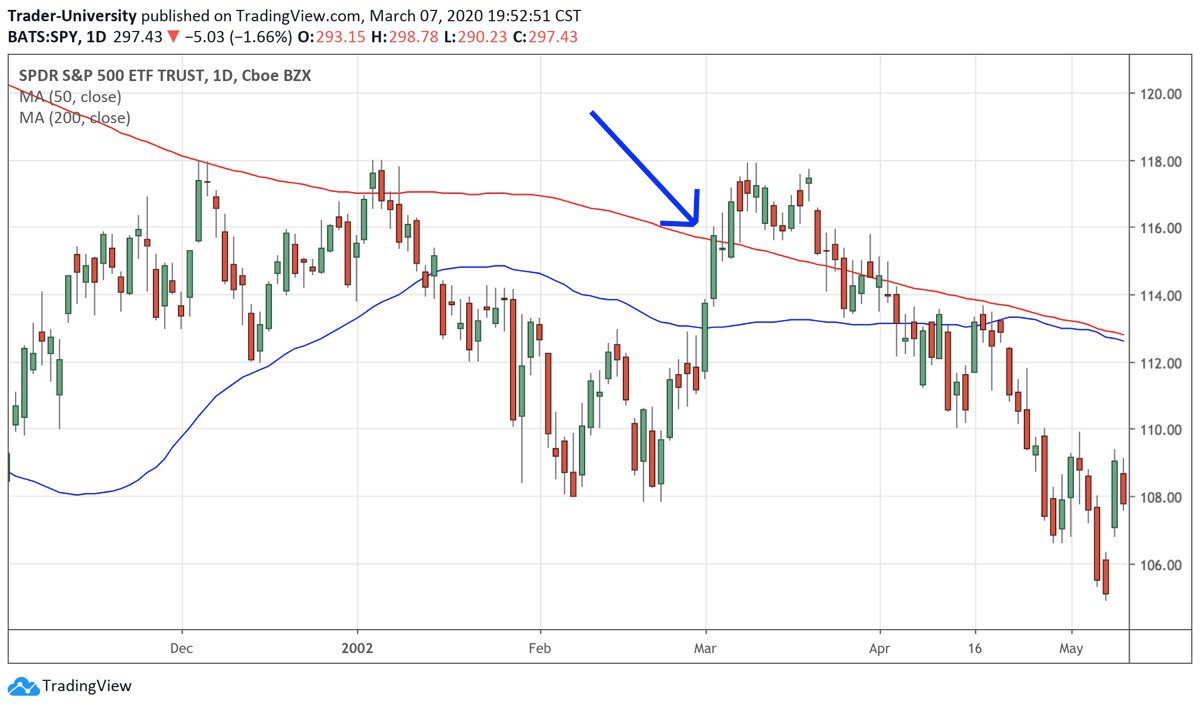 Trader-University published on TradingView.com, March 07, 2020 19:52:51 CST
BATS:SPY, 1D 297.43 ▼ −5.03 (−1.66%) O:293.15 H:298.78 L:290.23 C:297.43
SPDR S&P 500 ETF TRUST, 1D, Cboe BZX
MA (50, close)
MA (200, close)
120.00
118.00
116.00
114.00
112.00
110.00
108.00
106.00
Dec 2002 Feb Mar Apr 16 May
TradingView